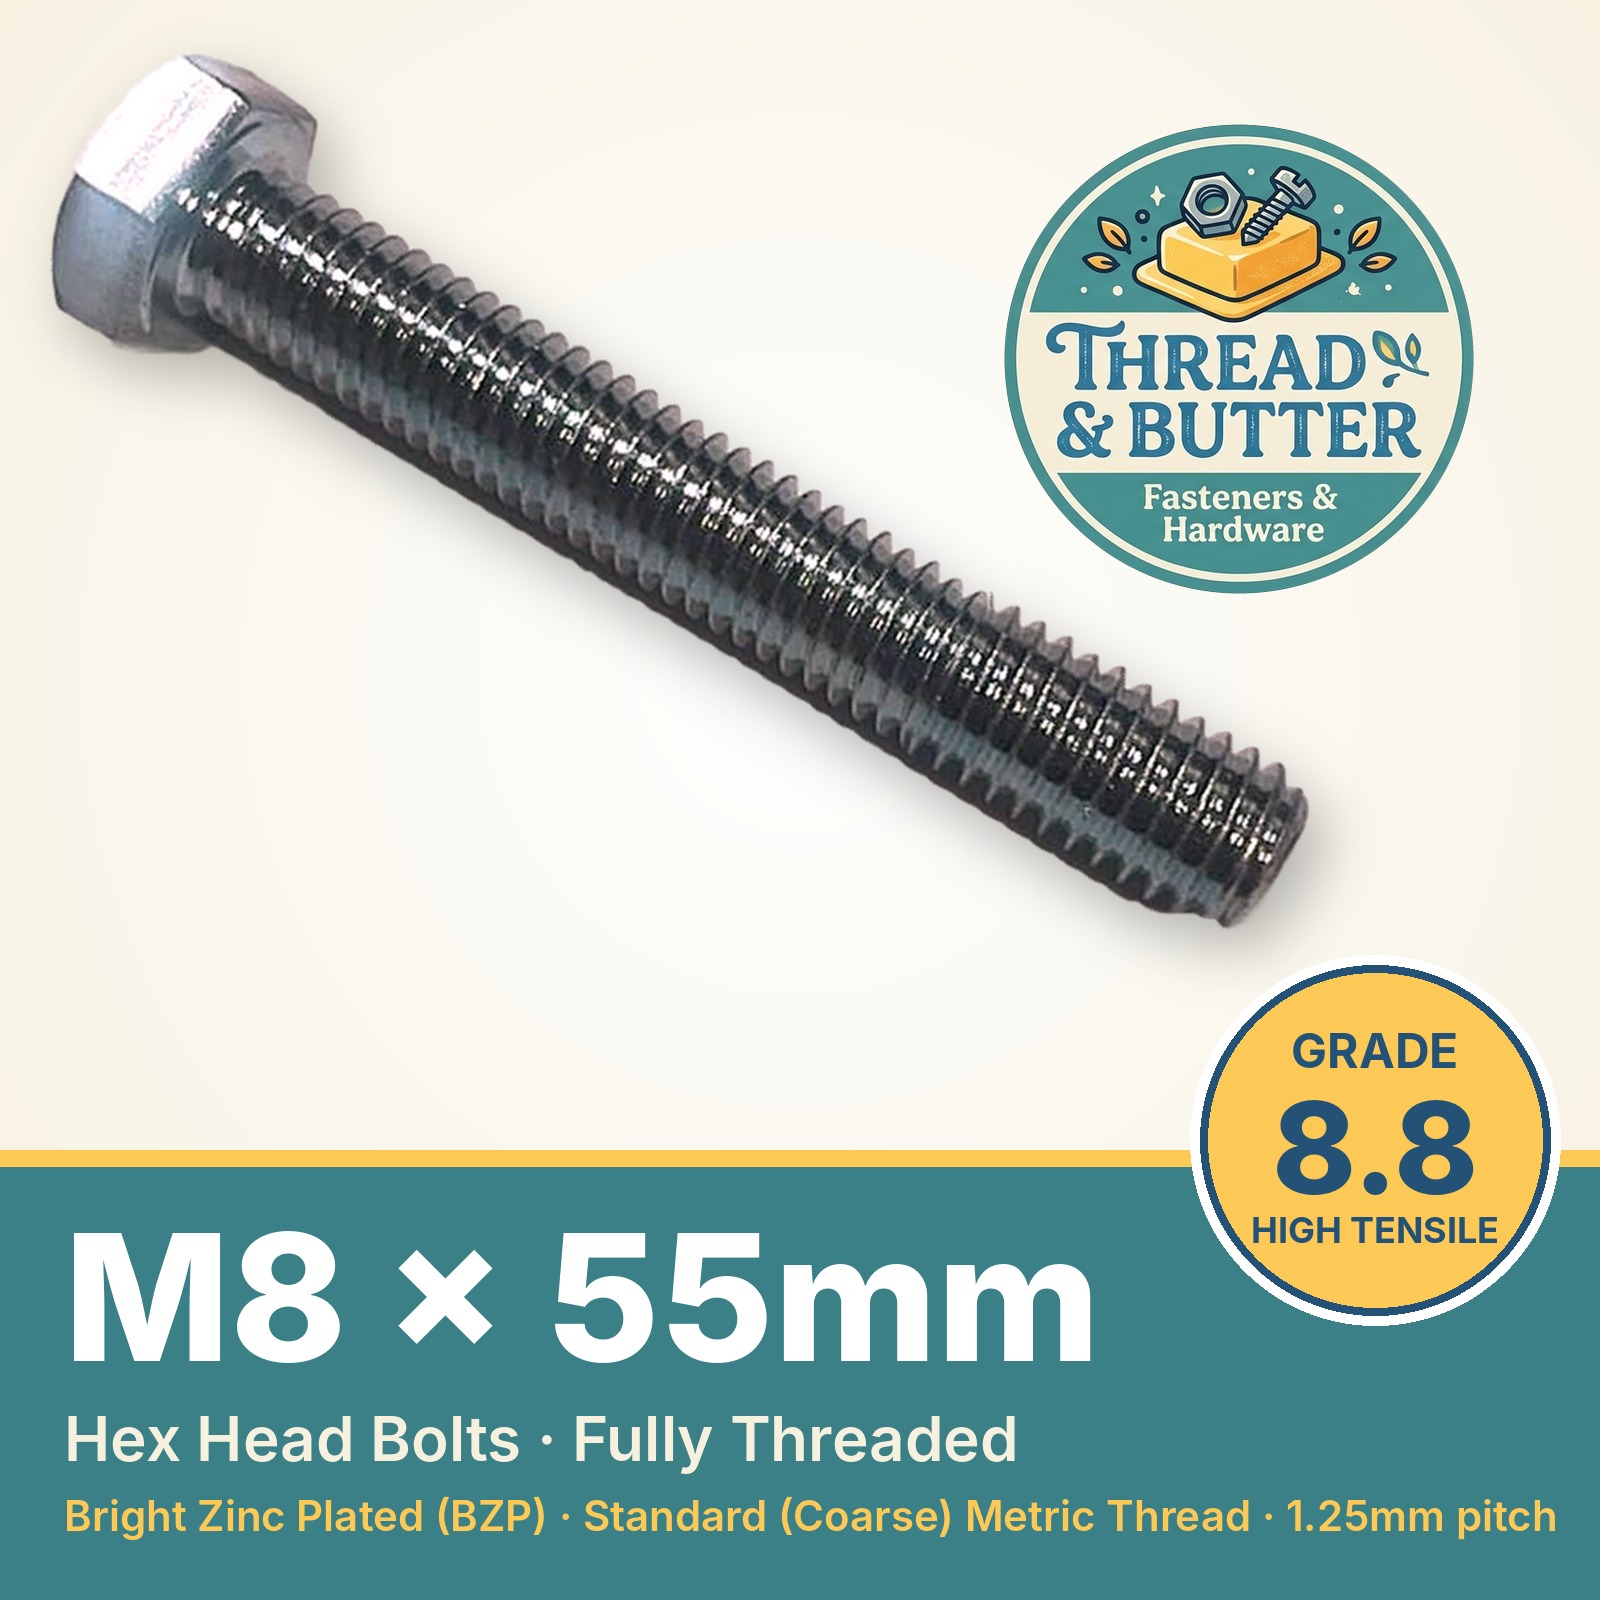 THREAD
& BUTTER
Fasteners &
Hardware
GRADE
8.8
HIGH TENSILE
M8 × 55mm
Hex Head Bolts · Fully Threaded
Bright Zinc Plated (BZP) · Standard (Coarse) Metric Thread · 1.25mm pitch